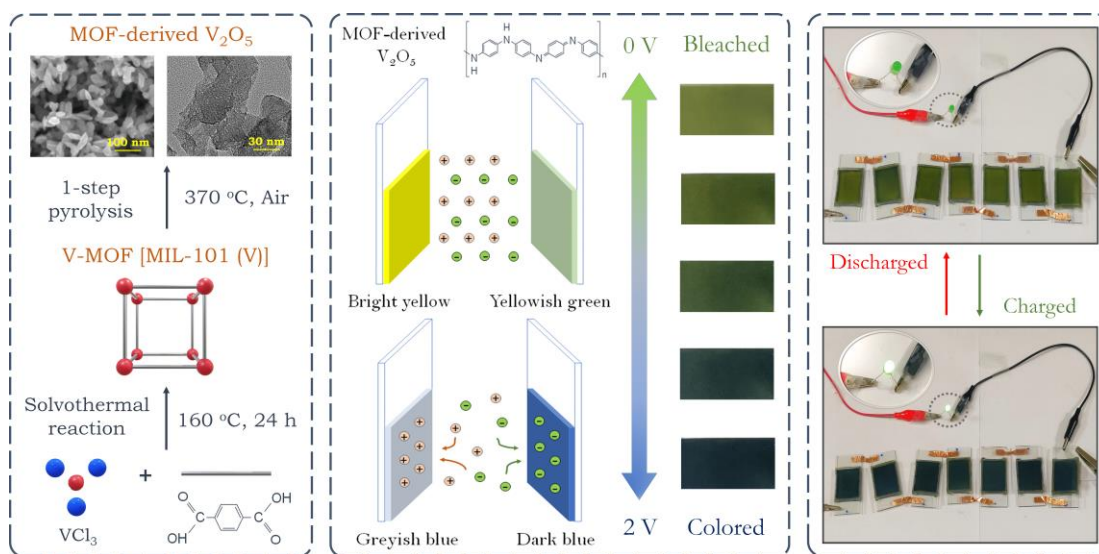 MOF-derived V₂O₅
100 nm
30 nm
1-step
pyrolysis
370 °C, Air
V-MOF [MIL-101 (V)]
Solvothermal
reaction
160 °C, 24 h
+
VCl₃
O
OH
C
C
OH
O
MOF-derived
V₂O₅
H
N
N
N
N
H
n
0 V
Bleached
Bright yellow
Yellowish green
Greyish blue
Dark blue
2 V
Colored
Discharged
Charged